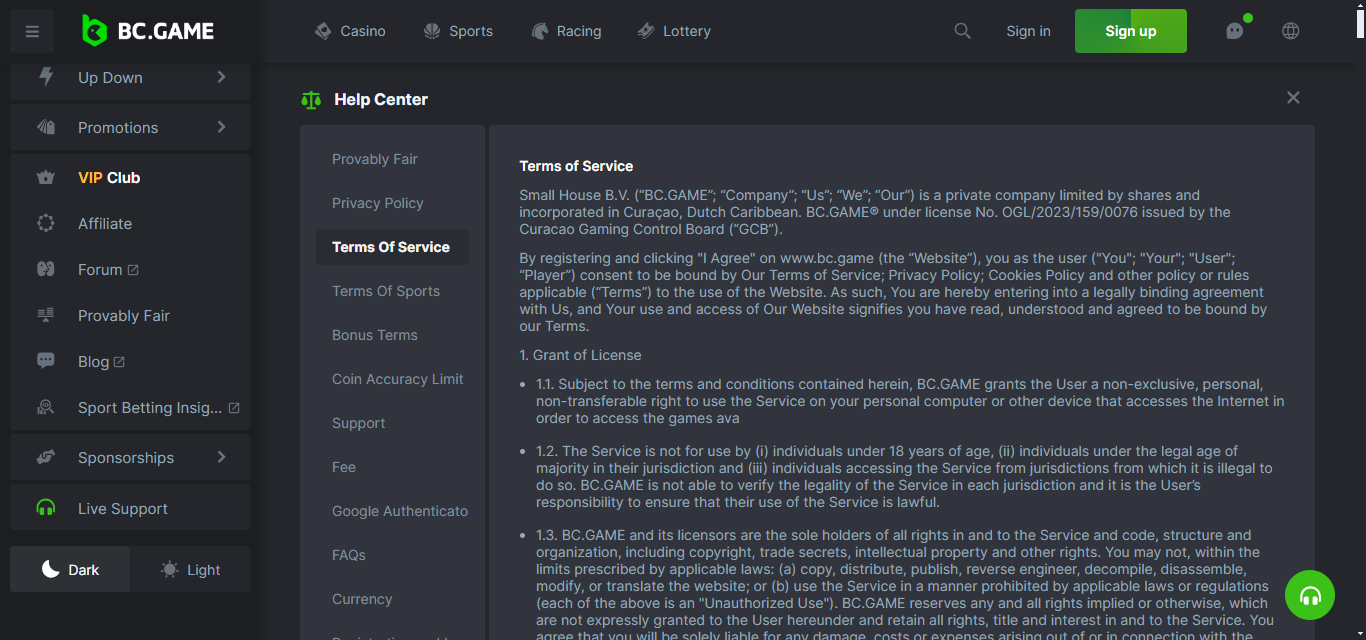 BC.GAME
Casino
Sports
Racing
Lottery
Sign in
Sign up
Up Down
Promotions
VIP Club
Affiliate
Forum
Provably Fair
Blog
Sport Betting Insig...
Sponsorships
Live Support
Dark
Light
Help Center
Provably Fair
Privacy Policy
Terms Of Service
Terms Of Sports
Bonus Terms
Coin Accuracy Limit
Support
Fee
Google Authenticato
FAQs
Currency
Terms of Service
Small House B.V. (“BC.GAME”; “Company”; “Us”; “We”; “Our”) is a private company limited by shares and
incorporated in Curaçao, Dutch Caribbean. BC.GAME® under license No. OGL/2023/159/0076 issued by the
Curacao Gaming Control Board (“GCB”).
By registering and clicking "I Agree" on www.bc.game (the “Website”), you as the user ("You"; "Your"; "User";
“Player”) consent to be bound by Our Terms of Service; Privacy Policy; Cookies Policy and other policy or rules
applicable (“Terms”) to the use of the Website. As such, You are hereby entering into a legally binding agreement
with Us, and Your use and access of Our Website signifies you have read, understood and agreed to be bound by
our Terms.
1. Grant of License
• 1.1. Subject to the terms and conditions contained herein, BC.GAME grants the User a non-exclusive, personal,
non-transferable right to use the Service on your personal computer or other device that accesses the Internet in
order to access the games ava
• 1.2. The Service is not for use by (i) individuals under 18 years of age, (ii) individuals under the legal age of
majority in their jurisdiction and (iii) individuals accessing the Service from jurisdictions from which it is illegal to
do so. BC.GAME is not able to verify the legality of the Service in each jurisdiction and it is the User’s
responsibility to ensure that their use of the Service is lawful.
• 1.3. BC.GAME and its licensors are the sole holders of all rights in and to the Service and code, structure and
organization, including copyright, trade secrets, intellectual property and other rights. You may not, within the
limits prescribed by applicable laws: (a) copy, distribute, publish, reverse engineer, decompile, disassemble,
modify, or translate the website; or (b) use the Service in a manner prohibited by applicable laws or regulations
(each of the above is an "Unauthorized Use"). BC.GAME reserves any and all rights implied or otherwise, which
are not expressly granted to the User hereunder and retain all rights, title and interest in and to the Service. You
agree that you will be solely liable for any damage, costs or expenses arising out of or in connection with the